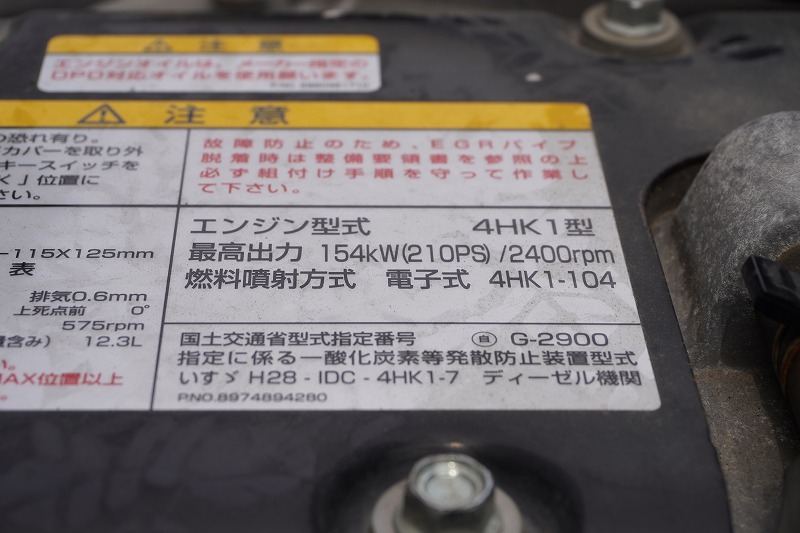 注意
エンジンオイルは、メーカー指定の
DPD対応オイルを使用願います。
注意
の恐れ有り。
カバーを取り外
キースイッチを
K」位置に
さい。
故障防止のため、EGRパイプ
脱着時は整備要領書を参照の上
必ず組付け手順を守って作業し
て下さい。
-115X125mm
表
排気0.6mm
上死点前 0°
575rpm
含み) 12.3L
い。
MAX位置以上
エンジン型式 4HK1型
最高出力 154kW(210PS)/2400rpm
燃料噴射方式 電子式 4HK1-104
国土交通省型式指定番号 自 G-2900
指定に係る一酸化炭素等発散防止装置型式
いすゞ H28 - IDC - 4HK1-7 ディーゼル機関
P.NO.8974894280